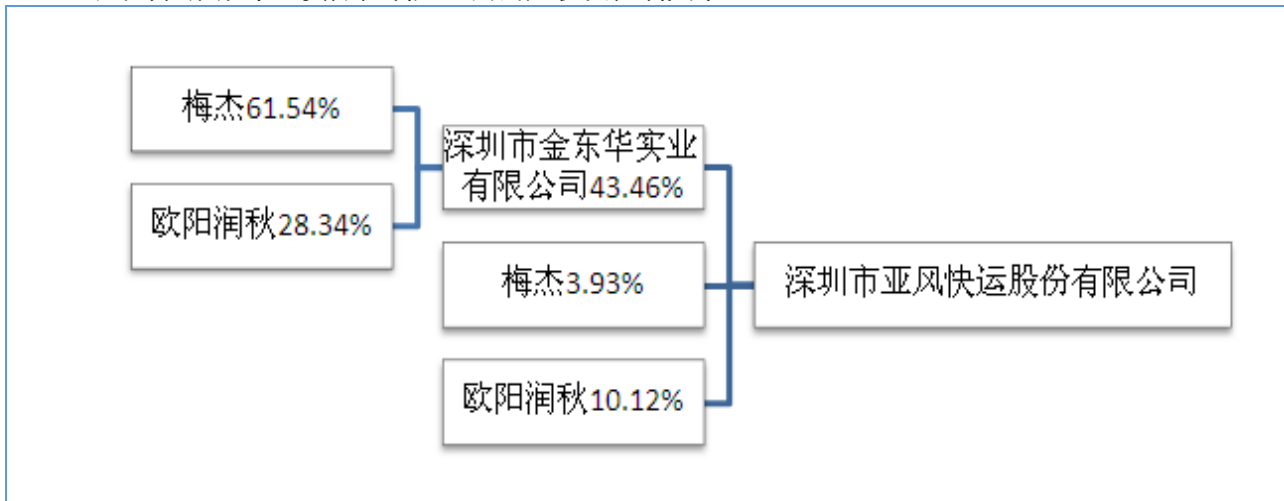 梅杰61.54%
欧阳润秋28.34%
深圳市金东华实业
有限公司43.46%
梅杰3.93%
欧阳润秋10.12%
深圳市亚风快运股份有限公司